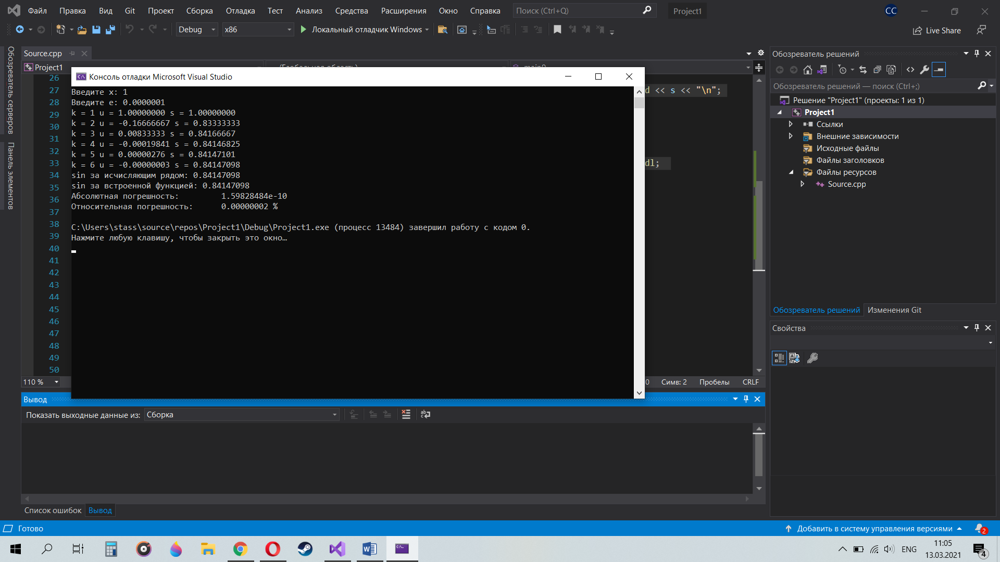 Файл Правка Вид Git Проект Сборка Отладка Тест Анализ Средства Расширения Окно Справка Поиск (Ctrl+Q) Project1 CC
Debug x86 Локальный отладчик Windows Live Share
Обозреватель серверов
Панель элементов
Source.cpp
Project1 (Глобальная область) main()
26
27
28
29
30
31
32
33
34
35
36
37
38
39
40
41
42
43
44
45
46
47
48
49
50
d << s << "\n";
dl;
Консоль отладки Microsoft Visual Studio
Введите x: 1
Введите e: 0.0000001
k = 1 u = 1.00000000 s = 1.00000000
k = 2 u = -0.16666667 s = 0.83333333
k = 3 u = 0.00833333 s = 0.84166667
k = 4 u = -0.00019841 s = 0.84146825
k = 5 u = 0.00000276 s = 0.84147101
k = 6 u = -0.00000003 s = 0.84147098
sin за исчисляющим рядом: 0.84147098
sin за встроенной функцией: 0.84147098
Абсолютная погрешность: 1.59828484e-10
Относительная погрешность: 0.00000002 %
C:\Users\stass\source\repos\Project1\Debug\Project1.exe (процесс 13484) завершил работу с кодом 0.
Нажмите любую клавишу, чтобы закрыть это окно…
110 % 0 Симв: 2 Пробелы CRLF
Вывод
Показать выходные данные из: Сборка
Список ошибок Вывод
Обозреватель решений
Обозреватель решений — поиск (Ctrl+;)
Решение "Project1" (проекты: 1 из 1)
Project1
Ссылки
Внешние зависимости
Исходные файлы
Файлы заголовков
Файлы ресурсов
Source.cpp
Обозреватель решений Изменения Git
Свойства
Готово Добавить в систему управления версиями 2
ENG 11:05
13.03.2021 4